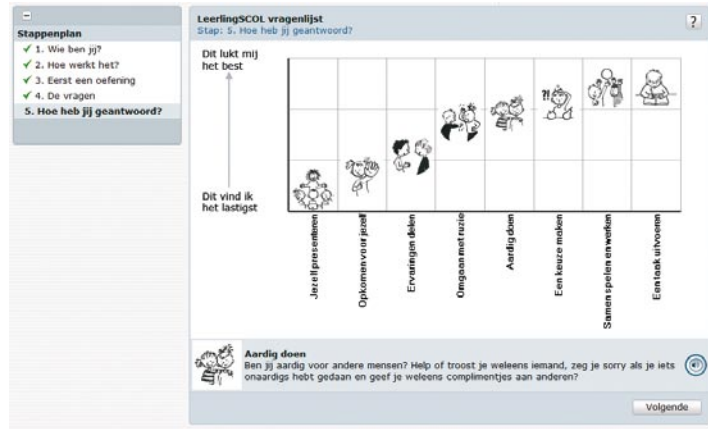 Stappenplan
1. Wie ben jij?
2. Hoe werkt het?
3. Eerst een oefening
4. De vragen
5. Hoe heb jij geantwoord?
LeerlingSCOL vragenlijst
Stap: 5. Hoe heb jij geantwoord?
?
Dit lukt mij
het best
?!
Dit vind ik
het lastigst
Jezelf presenteren
Opkomen voor jezelf
Ervaringen delen
Omgaan met ruzie
Aardig doen
Een keuze maken
Samen spelen en werken
Een taak uitvoeren
Aardig doen
Ben jij aardig voor andere mensen? Help of troost je weleens iemand, zeg je sorry als je iets
onaardigs hebt gedaan en geef je weleens complimentjes aan anderen?
Volgende